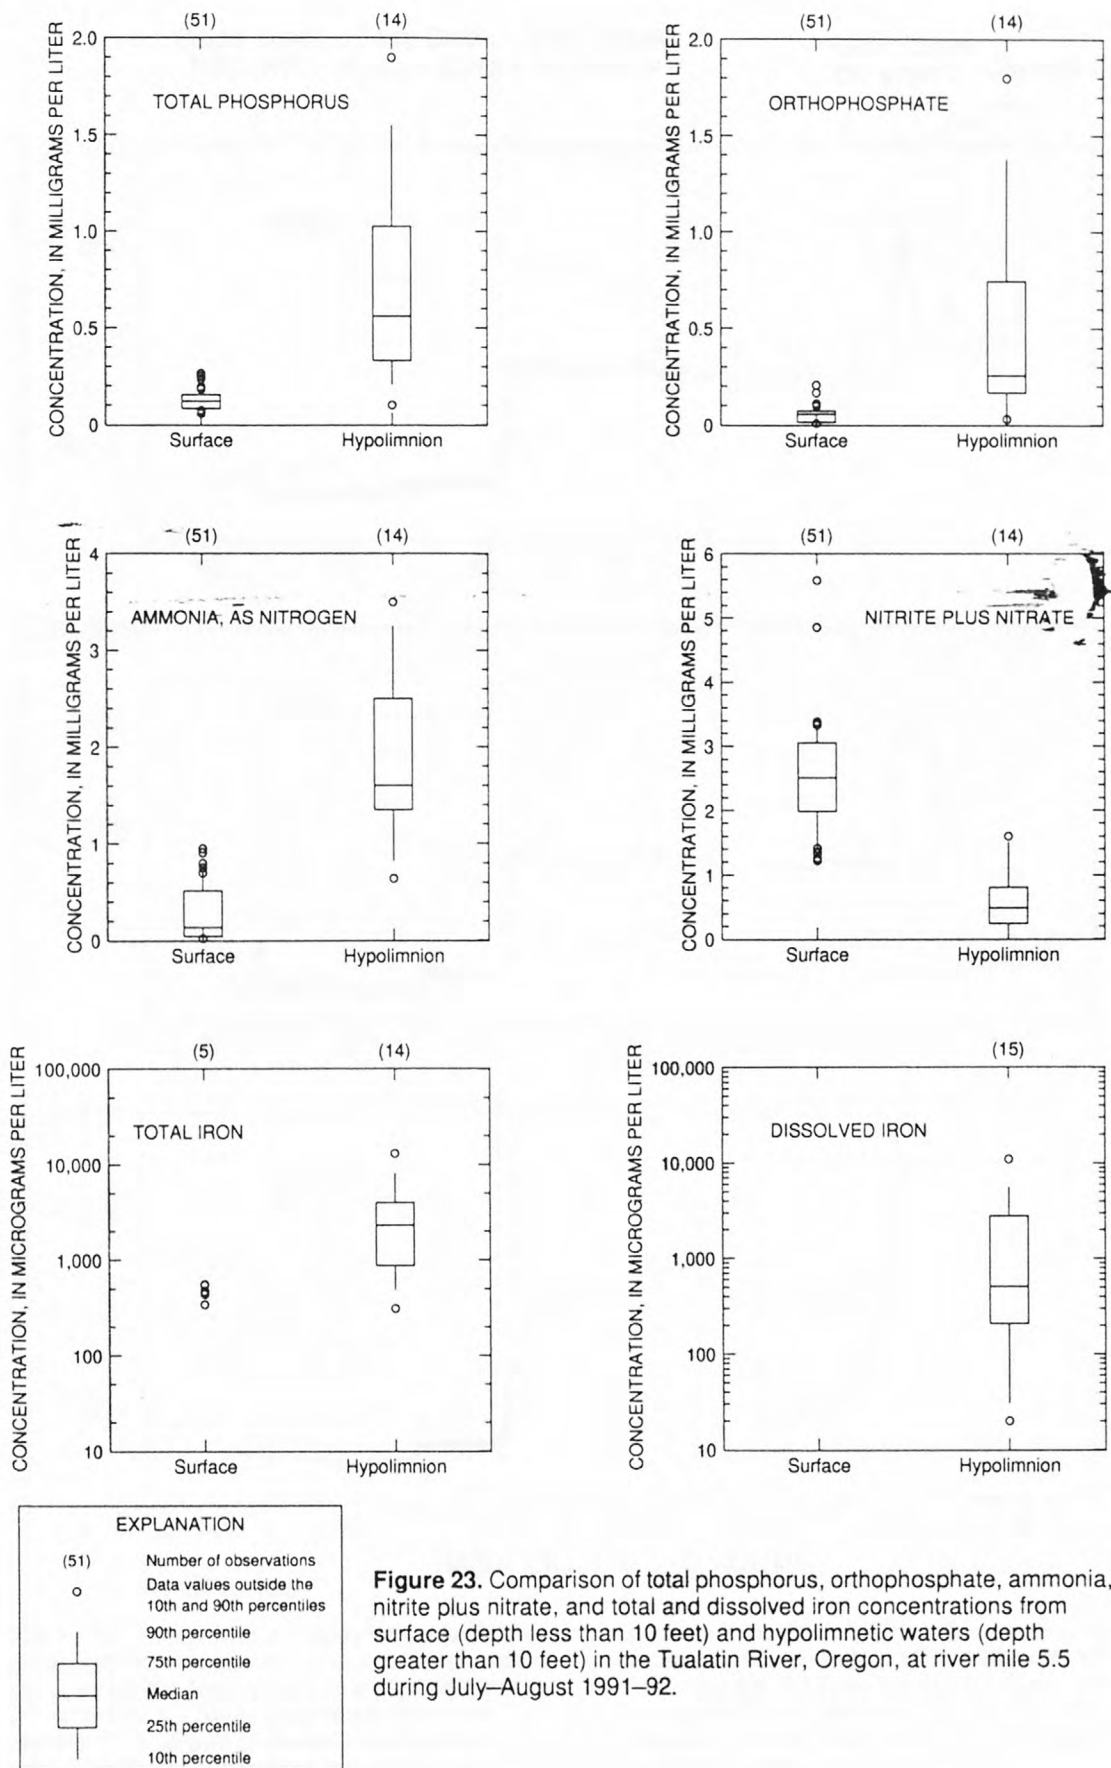 (51) (14)
CONCENTRATION, IN MILLIGRAMS PER LITER
2.0
1.5
1.0
0.5
0
TOTAL PHOSPHORUS
Surface Hypolimnion
(51) (14)
CONCENTRATION, IN MILLIGRAMS PER LITER
2.0
1.5
1.0
0.5
0
ORTHOPHOSPHATE
Surface Hypolimnion
(51) (14)
CONCENTRATION, IN MILLIGRAMS PER LITER
4
3
2
1
0
AMMONIA, AS NITROGEN
Surface Hypolimnion
(51) (14)
CONCENTRATION, IN MILLIGRAMS PER LITER
6
5
4
3
2
1
0
NITRITE PLUS NITRATE
Surface Hypolimnion
(5) (14)
CONCENTRATION, IN MICROGRAMS PER LITER
100,000
10,000
1,000
100
10
TOTAL IRON
Surface Hypolimnion
(15)
CONCENTRATION, IN MICROGRAMS PER LITER
100,000
10,000
1,000
100
10
DISSOLVED IRON
Surface Hypolimnion
EXPLANATION
(51) Number of observations
Data values outside the
10th and 90th percentiles
90th percentile
75th percentile
Median
25th percentile
10th percentile
Figure 23. Comparison of total phosphorus, orthophosphate, ammonia,
nitrite plus nitrate, and total and dissolved iron concentrations from
surface (depth less than 10 feet) and hypolimnetic waters (depth
greater than 10 feet) in the Tualatin River, Oregon, at river mile 5.5
during July–August 1991–92.